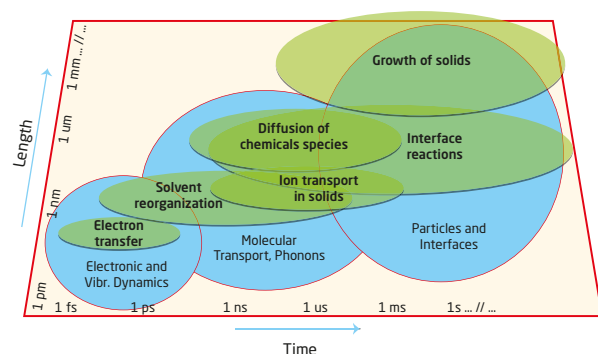 Growth of solids
Diffusion of
chemicals species
Interface
reactions
Ion transport
in solids
Solvent
reorganization
Electron
transfer
Electronic and
Vibr. Dynamics
Molecular
Transport, Phonons
Particles and
Interfaces
Length
1 mm ... // ...
1 um
1 nm
1 pm
1 fs
1 ps
1 ns
1 us
1 ms
1s ... // ...
Time